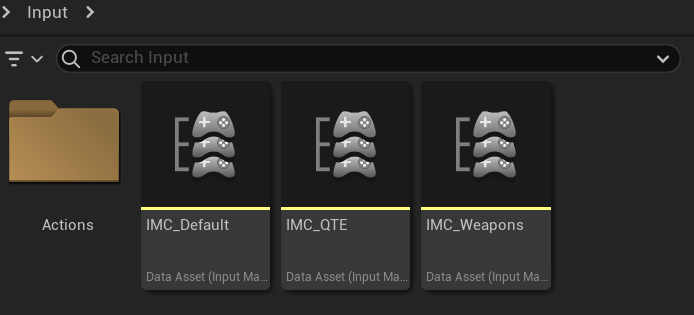 Input
Search Input
Actions
IMC_Default
IMC_QTE
IMC_Weapons
Data Asset (Input Ma...
Data Asset (Input Ma...
Data Asset (Input Ma...